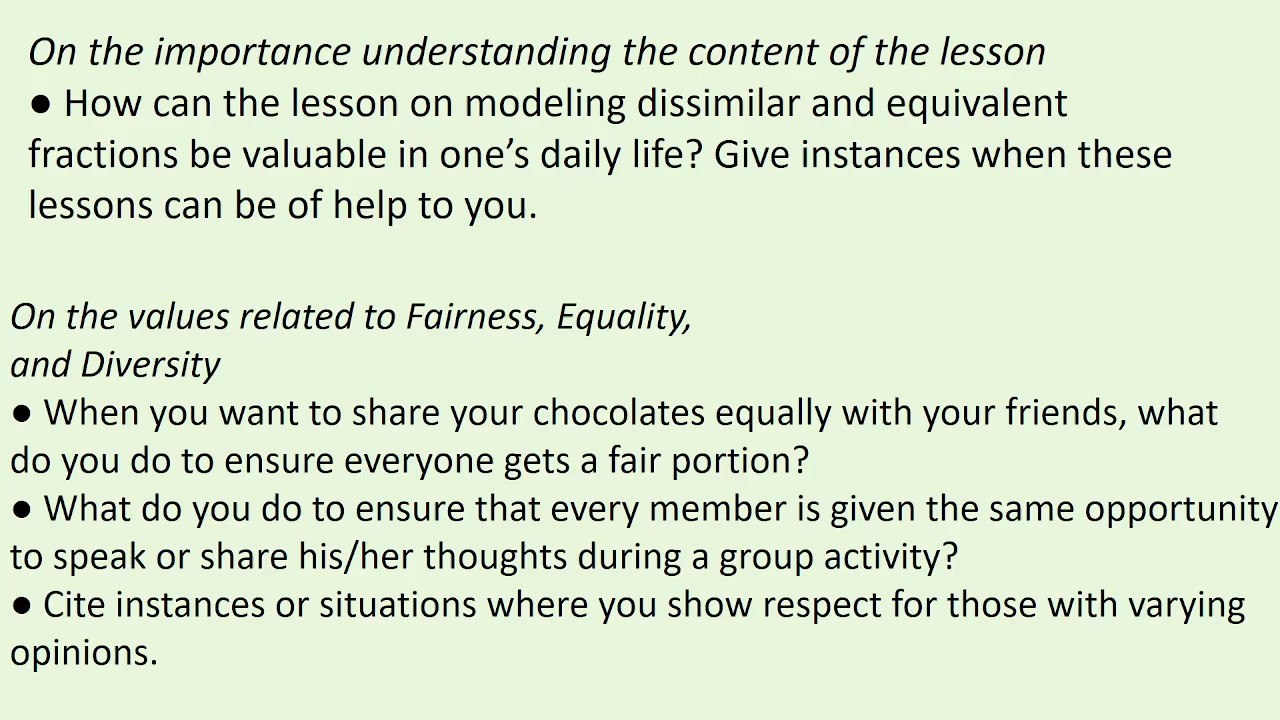 On the importance understanding the content of the lesson
● How can the lesson on modeling dissimilar and equivalent
fractions be valuable in one’s daily life? Give instances when these
lessons can be of help to you.
On the values related to Fairness, Equality,
and Diversity
● When you want to share your chocolates equally with your friends, what
do you do to ensure everyone gets a fair portion?
● What do you do to ensure that every member is given the same opportunity
to speak or share his/her thoughts during a group activity?
● Cite instances or situations where you show respect for those with varying
opinions.